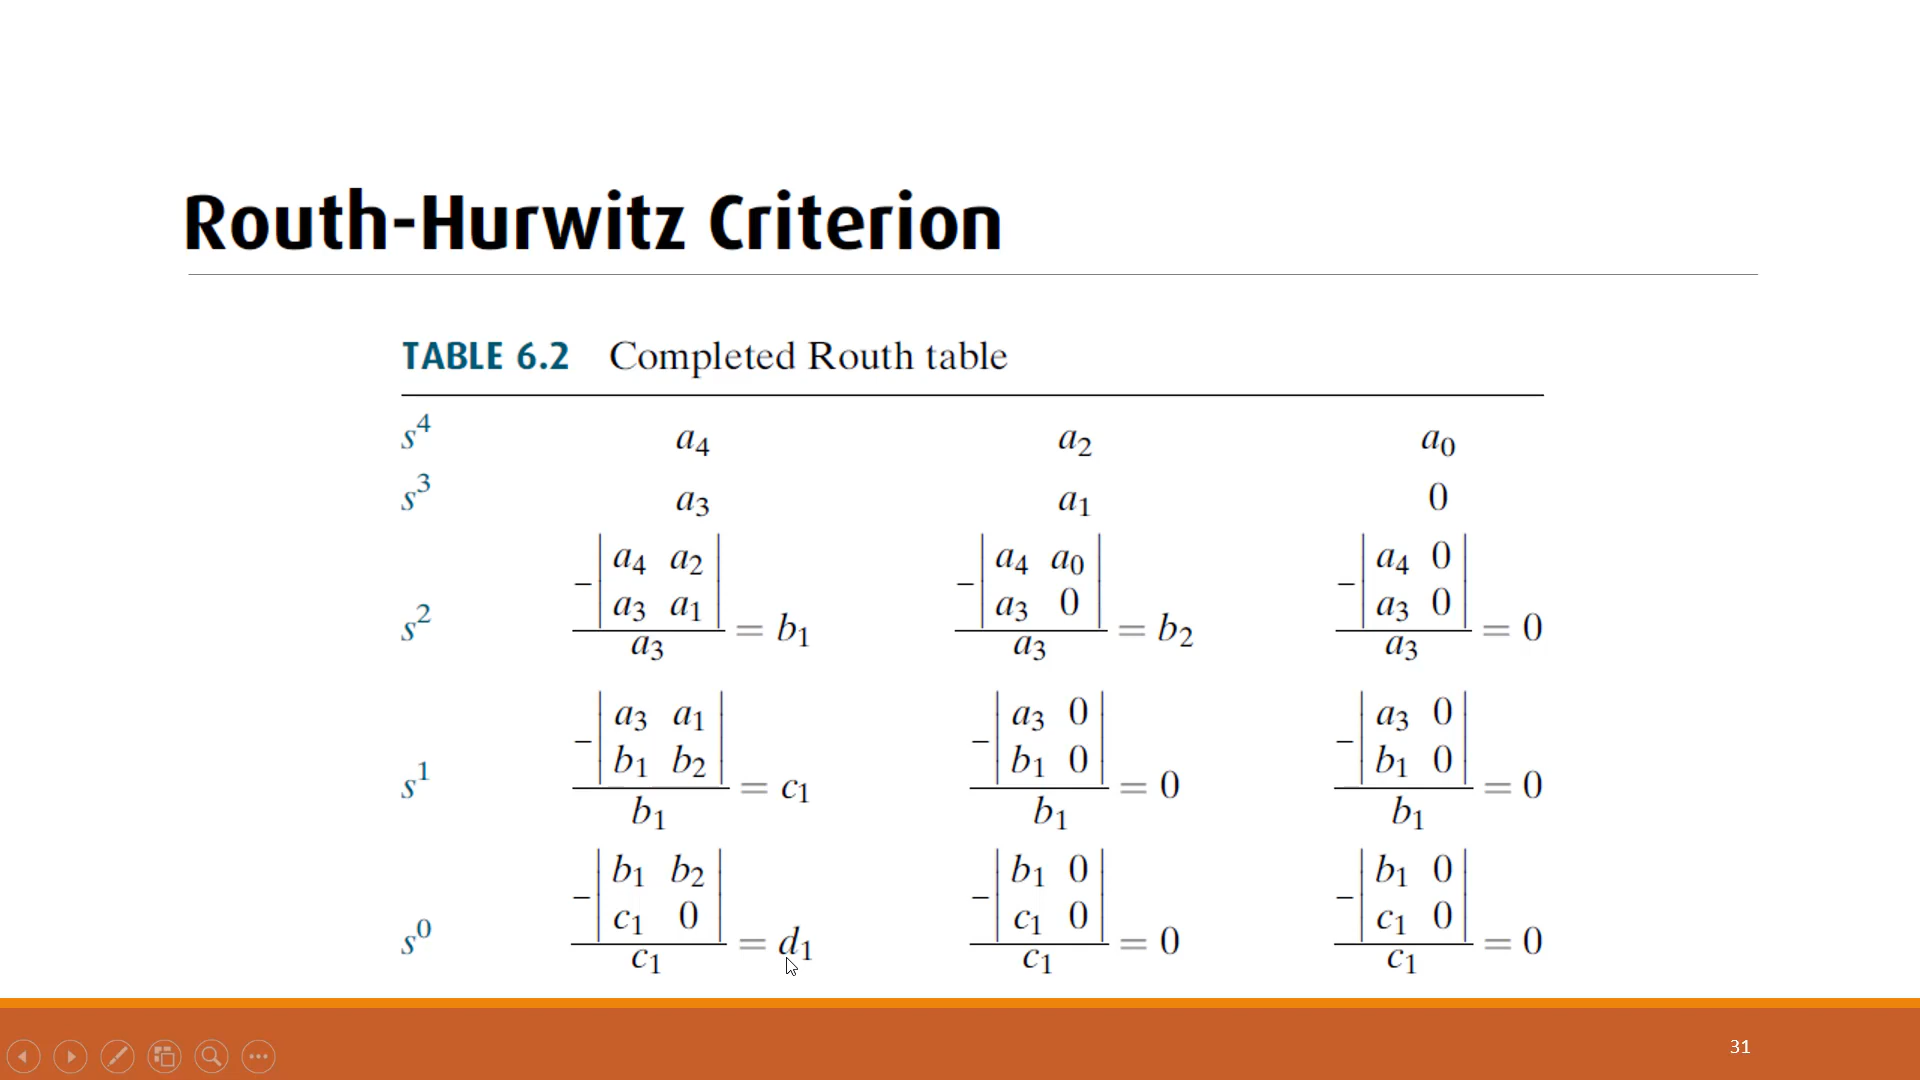 Routh-Hurwitz Criterion
TABLE 6.2 Completed Routh table
s⁴ a₄ a₂ a₀
s³ a₃ a₁ 0
s² −|a₄ a₂; a₃ a₁| / a₃ = b₁ −|a₄ a₀; a₃ 0| / a₃ = b₂ −|a₄ 0; a₃ 0| / a₃ = 0
s¹ −|a₃ a₁; b₁ b₂| / b₁ = c₁ −|a₃ 0; b₁ 0| / b₁ = 0 −|a₃ 0; b₁ 0| / b₁ = 0
s⁰ −|b₁ b₂; c₁ 0| / c₁ = d₁ −|b₁ 0; c₁ 0| / c₁ = 0 −|b₁ 0; c₁ 0| / c₁ = 0
31